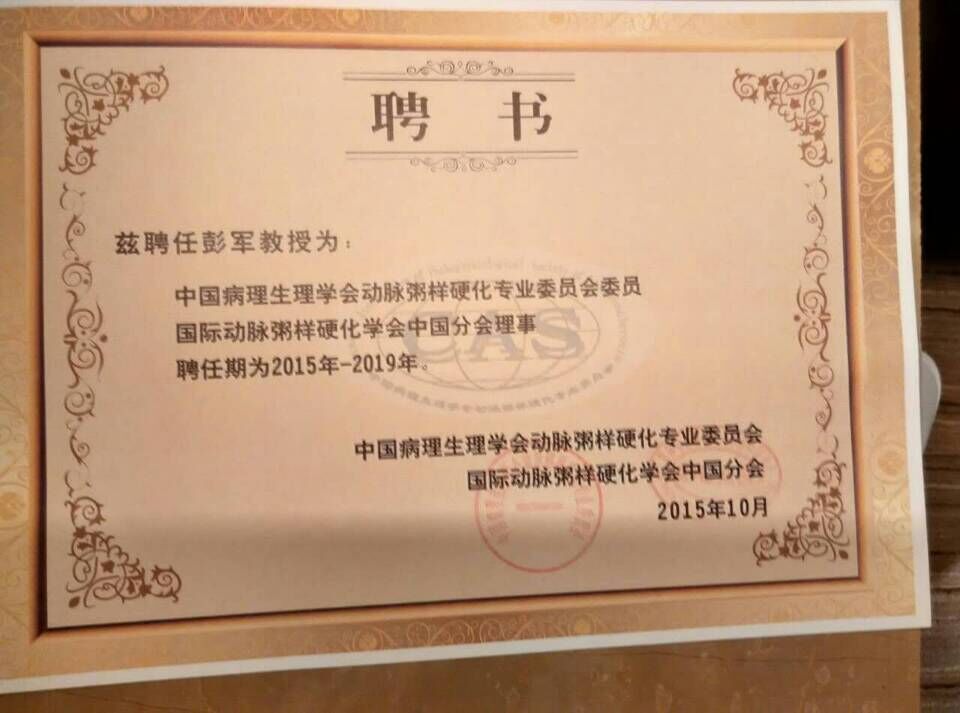 聘 书
兹聘任彭军教授为:
中国病理生理学会动脉粥样硬化专业委员会委员
国际动脉粥样硬化学会中国分会理事
CAS
聘任期为2015年-2019年。
中国病理生理学会动脉粥样硬化专业委员会
国际动脉粥样硬化学会中国分会
2015年10月